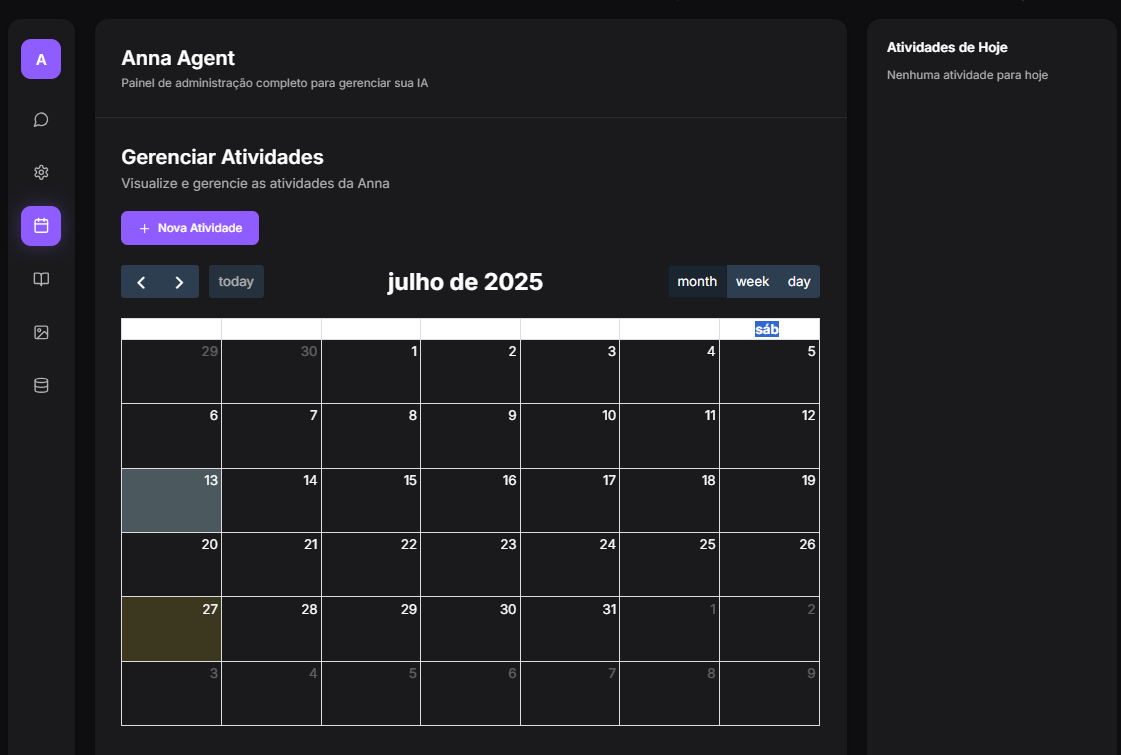 A
Anna Agent
Painel de administração completo para gerenciar sua IA
Gerenciar Atividades
Visualize e gerencie as atividades da Anna
+ Nova Atividade
today
julho de 2025
month week day
sáb
29 30 1 2 3 4 5
6 7 8 9 10 11 12
13 14 15 16 17 18 19
20 21 22 23 24 25 26
27 28 29 30 31 1 2
3 4 5 6 7 8 9
Atividades de Hoje
Nenhuma atividade para hoje